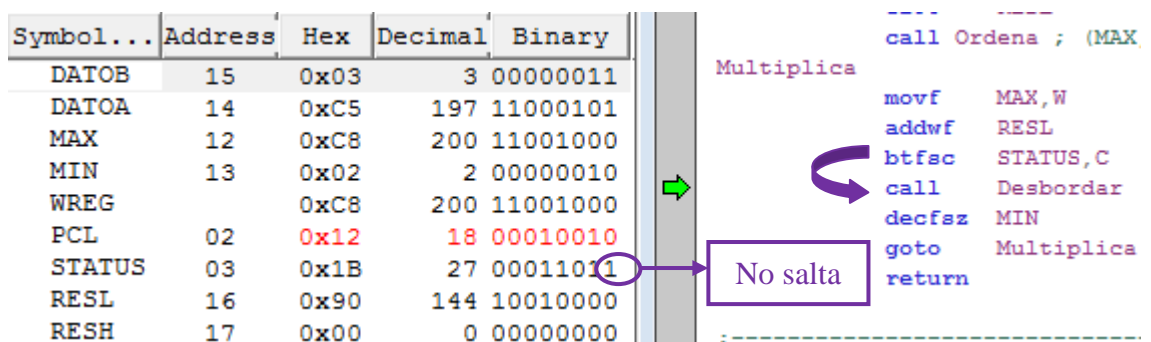 Symbol... Address Hex Decimal Binary
DATOB 15 0x03 3 00000011
DATOA 14 0xC5 197 11000101
MAX 12 0xC8 200 11001000
MIN 13 0x02 2 00000010
WREG 0xC8 200 11001000
PCL 02 0x12 18 00010010
STATUS 03 0x1B 27 00011011
RESL 16 0x90 144 10010000
RESH 17 0x00 0 00000000
call Ordena ; (MAX,
Multiplica
movf MAX,W
addwf RESL
btfsc STATUS,C
call Desbordar
decfsz MIN
goto Multiplica
return
;--------------------------------
No salta